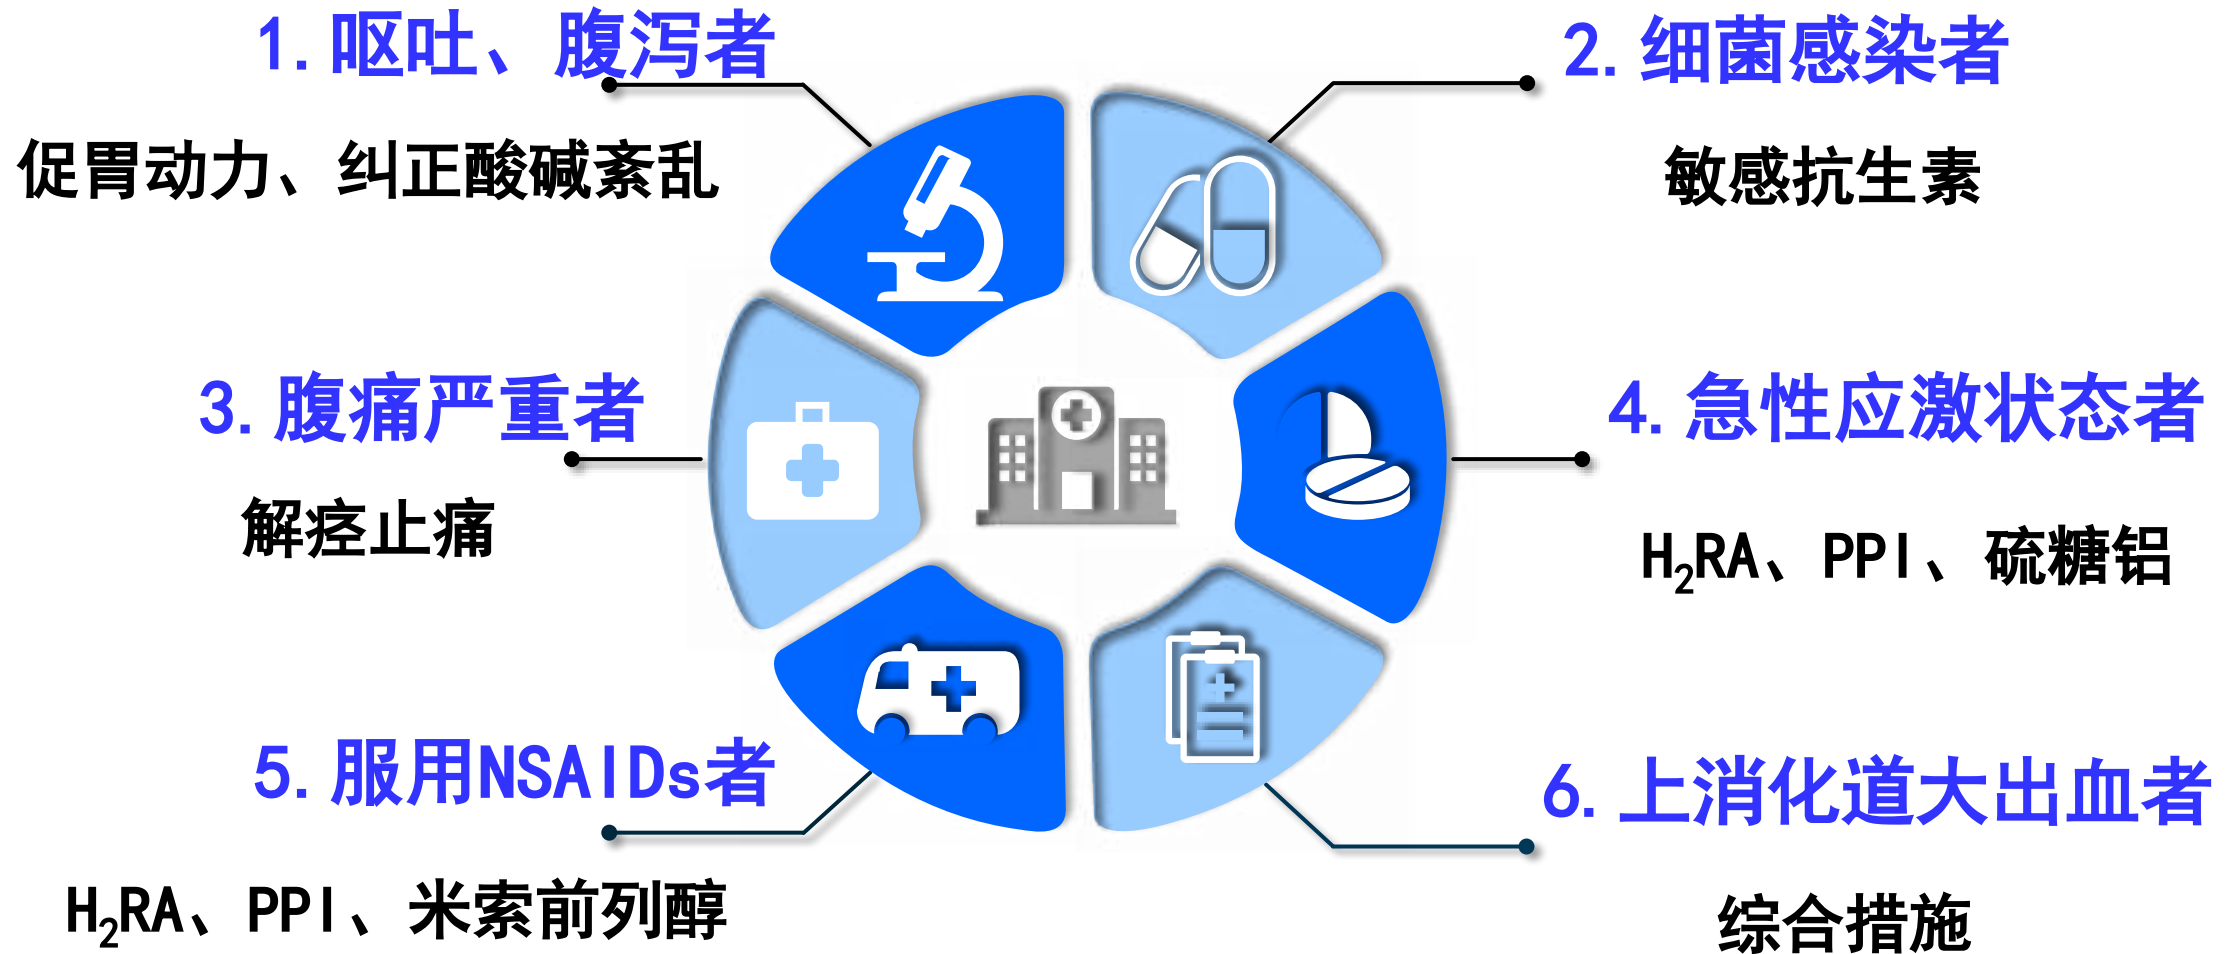 1.呕吐、腹泻者
促胃动力、纠正酸碱紊乱
2.细菌感染者
敏感抗生素
3.腹痛严重者
解痉止痛
4.急性应激状态者
H₂RA、PPI、硫糖铝
5.服用NSAIDs者
H₂RA、PPI、米索前列醇
6.上消化道大出血者
综合措施